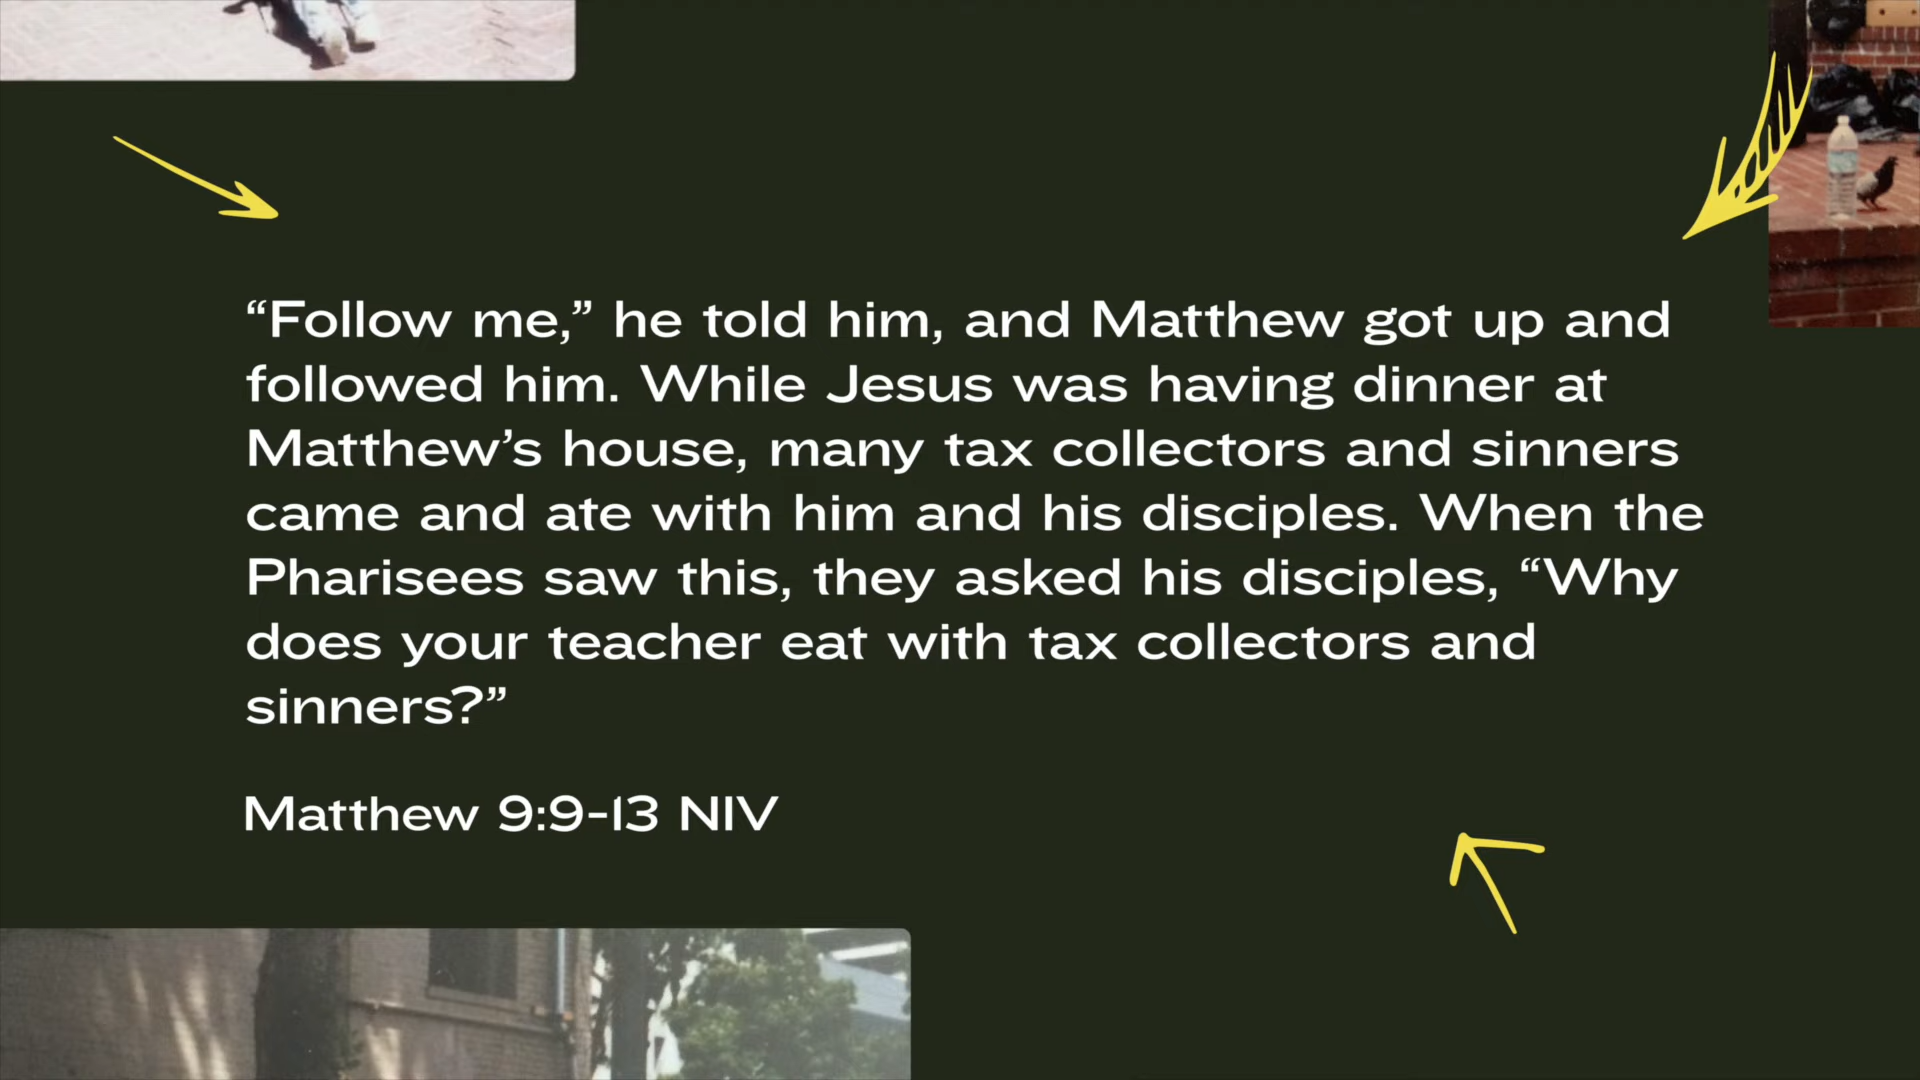 “Follow me,” he told him, and Matthew got up and
followed him. While Jesus was having dinner at
Matthew’s house, many tax collectors and sinners
came and ate with him and his disciples. When the
Pharisees saw this, they asked his disciples, “Why
does your teacher eat with tax collectors and
sinners?”
Matthew 9:9-13 NIV